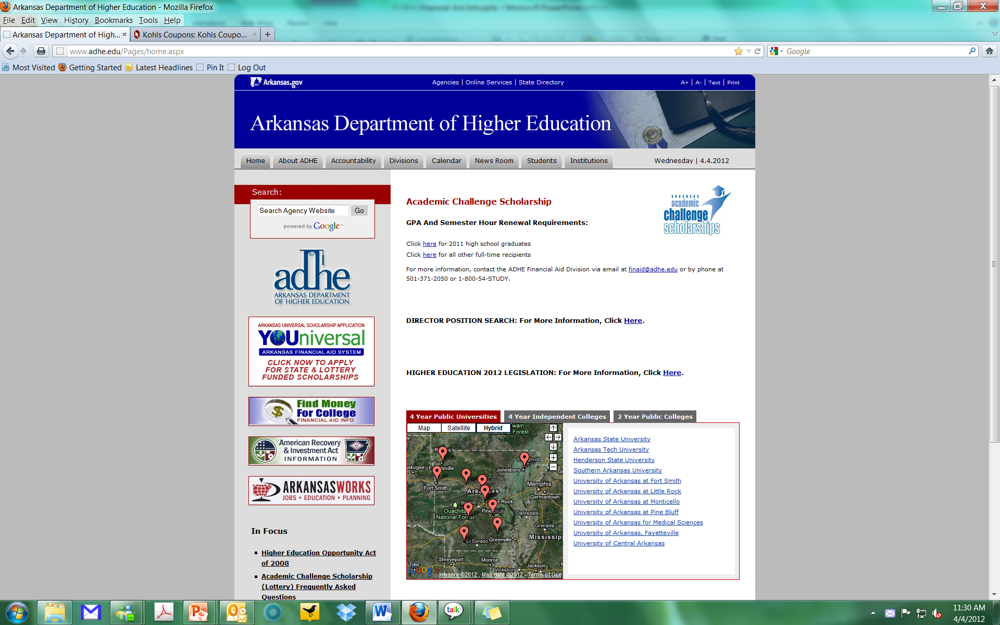 Arkansas Department of Higher Education - Mozilla Firefox
File Edit View History Bookmarks Tools Help
Arkansas Department of High... × Kohls Coupons: Kohls Coupo... × +
www.adhe.edu/Pages/home.aspx
Google
Most Visited Getting Started Latest Headlines Pin It Log Out
Arkansas.gov
Agencies | Online Services | State Directory
A+ | A- | Text | Print
Arkansas Department of Higher Education
Home About ADHE Accountability Divisions Calendar News Room Students Institutions
Wednesday | 4.4.2012
Search:
Search Agency Website Go
powered by Google™
adhe
ARKANSAS DEPARTMENT
OF HIGHER EDUCATION
ARKANSAS UNIVERSAL SCHOLARSHIP APPLICATION
YOUniversal
ARKANSAS FINANCIAL AID SYSTEM
CLICK NOW TO APPLY
FOR STATE & LOTTERY
FUNDED SCHOLARSHIPS
Find Money
For College
FINANCIAL AID INFO
American Recovery
& Investment Act
INFORMATION
ARKANSASWORKS
JOBS • EDUCATION • PLANNING
In Focus
Higher Education Opportunity Act
of 2008
Academic Challenge Scholarship
(Lottery) Frequently Asked
Questions
Academic Challenge Scholarship
ARKANSAS
academic
challenge
scholarships
GPA And Semester Hour Renewal Requirements:
Click here for 2011 high school graduates
Click here for all other full-time recipients
For more information, contact the ADHE Financial Aid Division via email at finaid@adhe.edu or by phone at
501-371-2050 or 1-800-54-STUDY.
DIRECTOR POSITION SEARCH: For More Information, Click Here.
HIGHER EDUCATION 2012 LEGISLATION: For More Information, Click Here.
4 Year Public Universities 4 Year Independent Colleges 2 Year Public Colleges
Map Satellite Hybrid
Jonesboro
Fort Smith
Memphis
Germantown
Ouachita
National Forest
Pine Bluff
Clarksdale
Grenada
Mississip
El Dorado
Greenville
Shreveport
Monroe
Vicksburg
Jackson
Tyler
Google
Imagery ©2012 , Map data ©2012 - Terms of Use
Arkansas State University
Arkansas Tech University
Henderson State University
Southern Arkansas University
University of Arkansas at Fort Smith
University of Arkansas at Little Rock
University of Arkansas at Monticello
University of Arkansas at Pine Bluff
University of Arkansas for Medical Sciences
University of Arkansas, Fayetteville
University of Central Arkansas
talk
11:30 AM
4/4/2012